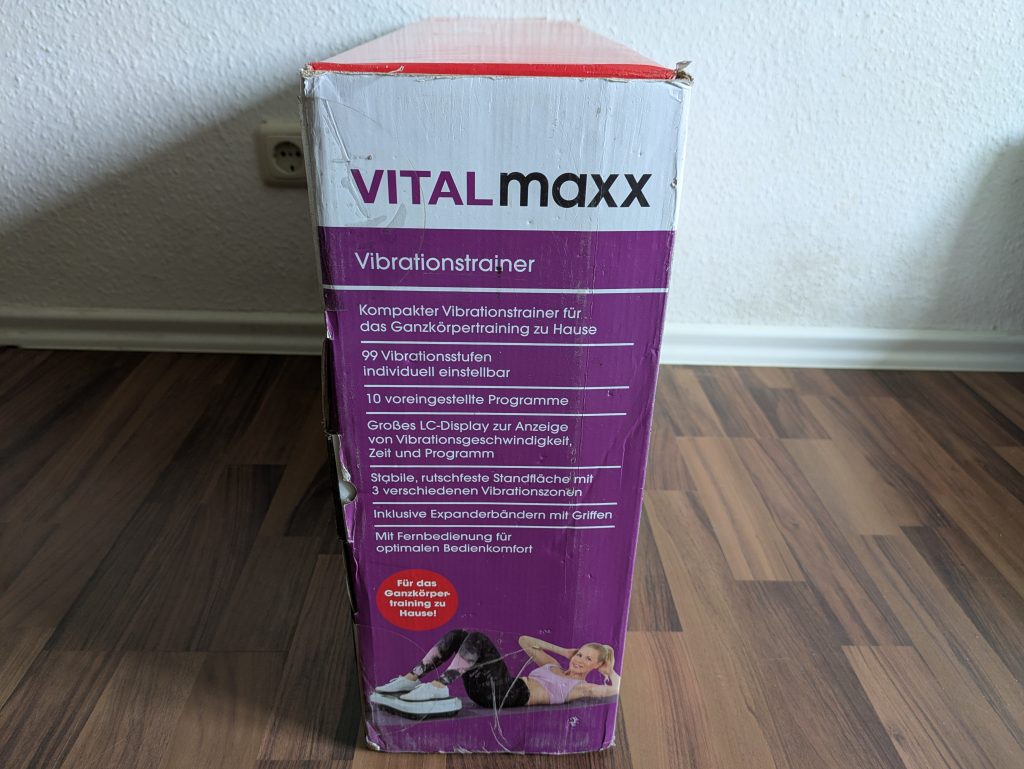 VITALmaxx
Vibrationstrainer
Kompakter Vibrationstrainer für
das Ganzkörpertraining zu Hause
99 Vibrationsstufen
individuell einstellbar
10 voreingestellte Programme
Großes LC-Display zur Anzeige
von Vibrationsgeschwindigkeit,
Zeit und Programm
Stabile, rutschfeste Standfläche mit
3 verschiedenen Vibrationszonen
Inklusive Expanderbändern mit Griffen
Mit Fernbedienung für
optimalen Bedienkomfort
Für das
Ganzkörper-
training zu
Hause!